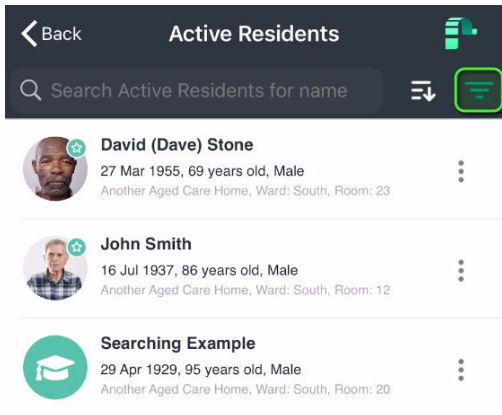 Back
Active Residents
Search Active Residents for name
David (Dave) Stone
27 Mar 1955, 69 years old, Male
Another Aged Care Home, Ward: South, Room: 23
John Smith
16 Jul 1937, 86 years old, Male
Another Aged Care Home, Ward: South, Room: 12
Searching Example
29 Apr 1929, 95 years old, Male
Another Aged Care Home, Ward: South, Room: 20